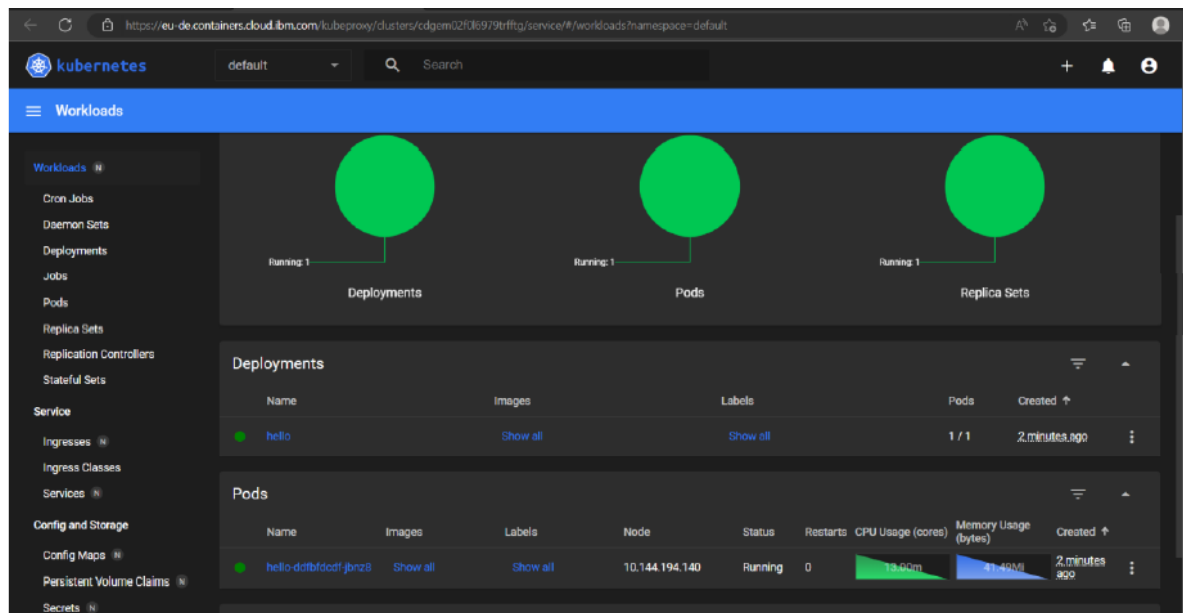 https://eu-de.containers.cloud.ibm.com/kubeproxy/clusters/cdgem02f0l6979trfftg/service/#/workloads?namespace=default
kubernetes default Search
Workloads
Workloads N
Cron Jobs
Daemon Sets
Deployments
Jobs
Pods
Replica Sets
Replication Controllers
Stateful Sets
Service
Ingresses N
Ingress Classes
Services N
Config and Storage
Config Maps N
Persistent Volume Claims N
Secrets N
Running: 1 Running: 1 Running: 1
Deployments Pods Replica Sets
Deployments
Name Images Labels Pods Created
hello Show all Show all 1 / 1 2 minutes ago
Pods
Name Images Labels Node Status Restarts CPU Usage (cores) Memory Usage (bytes) Created
hello-ddfbfdcdf-jbnz8 Show all Show all 10.144.194.140 Running 0 13.00m 41.49Mi 2 minutes ago